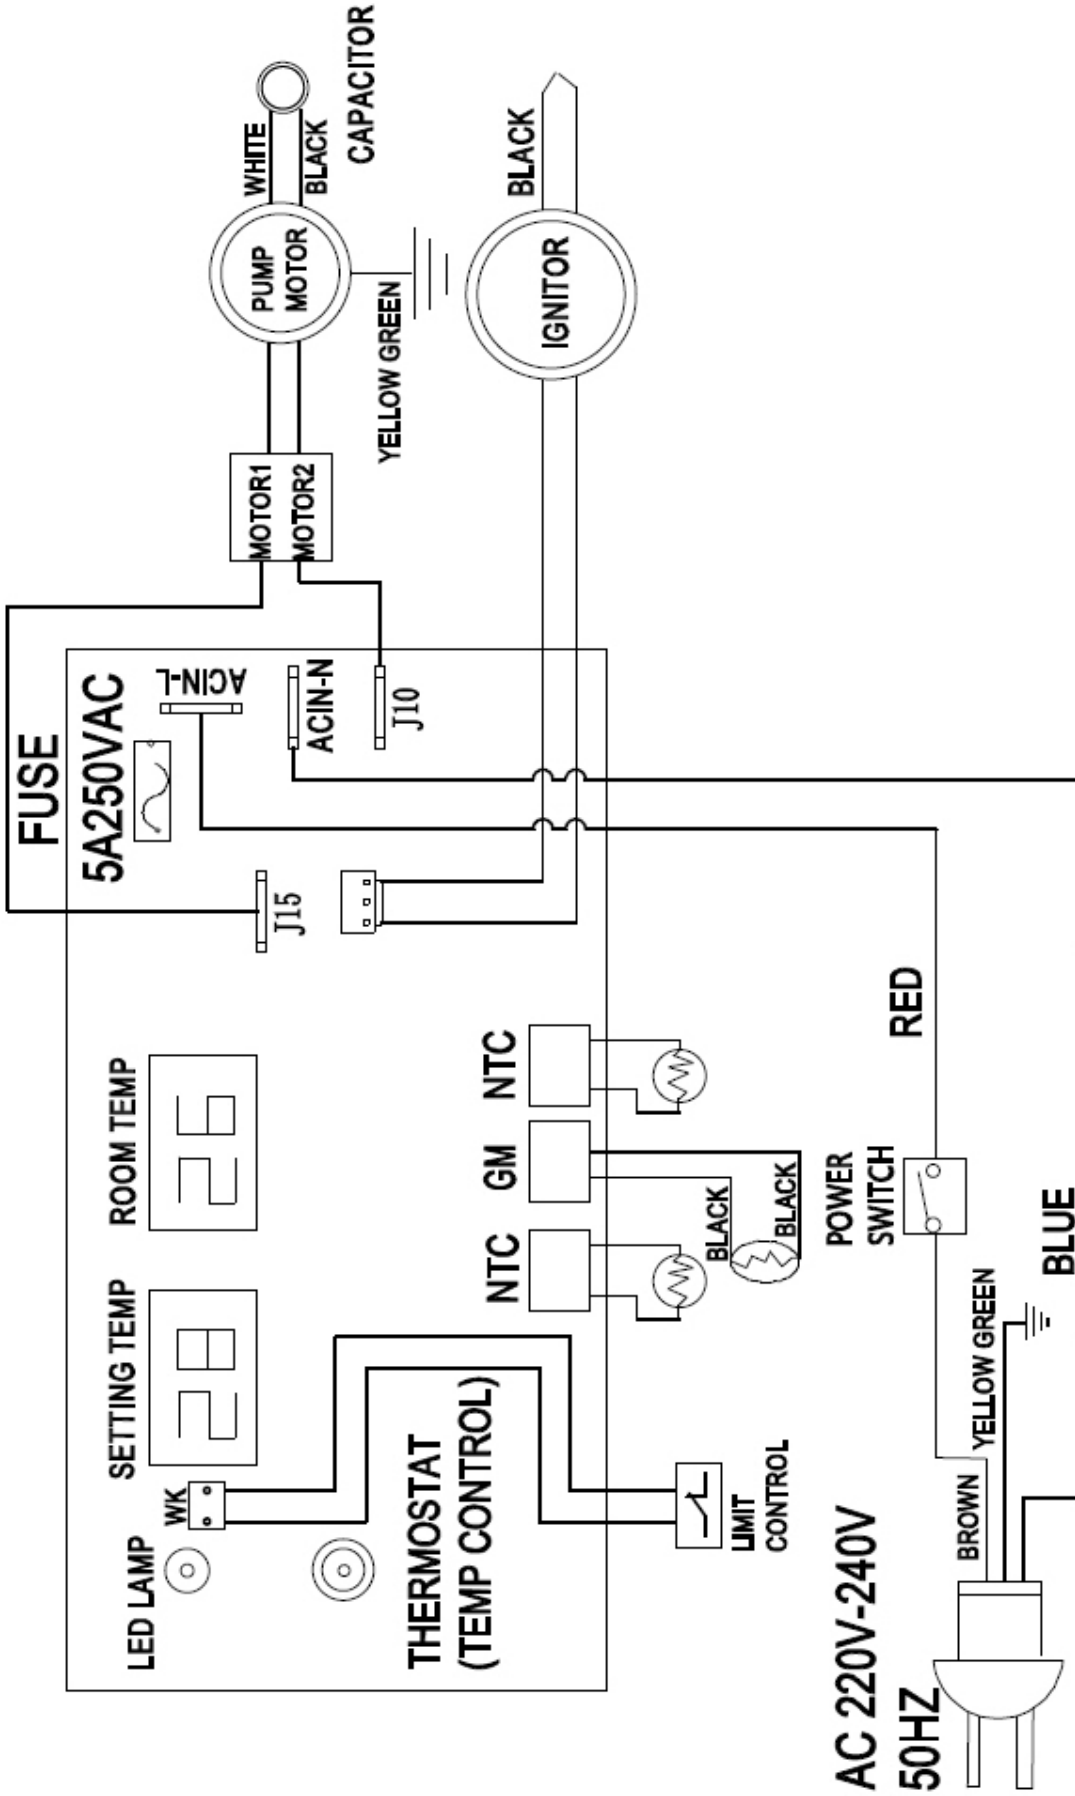 FUSE
5A250VAC
LED LAMP
SETTING TEMP
ROOM TEMP
WK
28
26
ACIN-L
J15
ACIN-N
J10
MOTOR1
MOTOR2
PUMP
MOTOR
WHITE
BLACK
CAPACITOR
YELLOW GREEN
THERMOSTAT
(TEMP CONTROL)
NTC
GM
NTC
IGNITOR
BLACK
LIMIT
CONTROL
BLACK
BLACK
AC 220V-240V
50HZ
POWER
SWITCH
RED
BROWN
YELLOW GREEN
BLUE